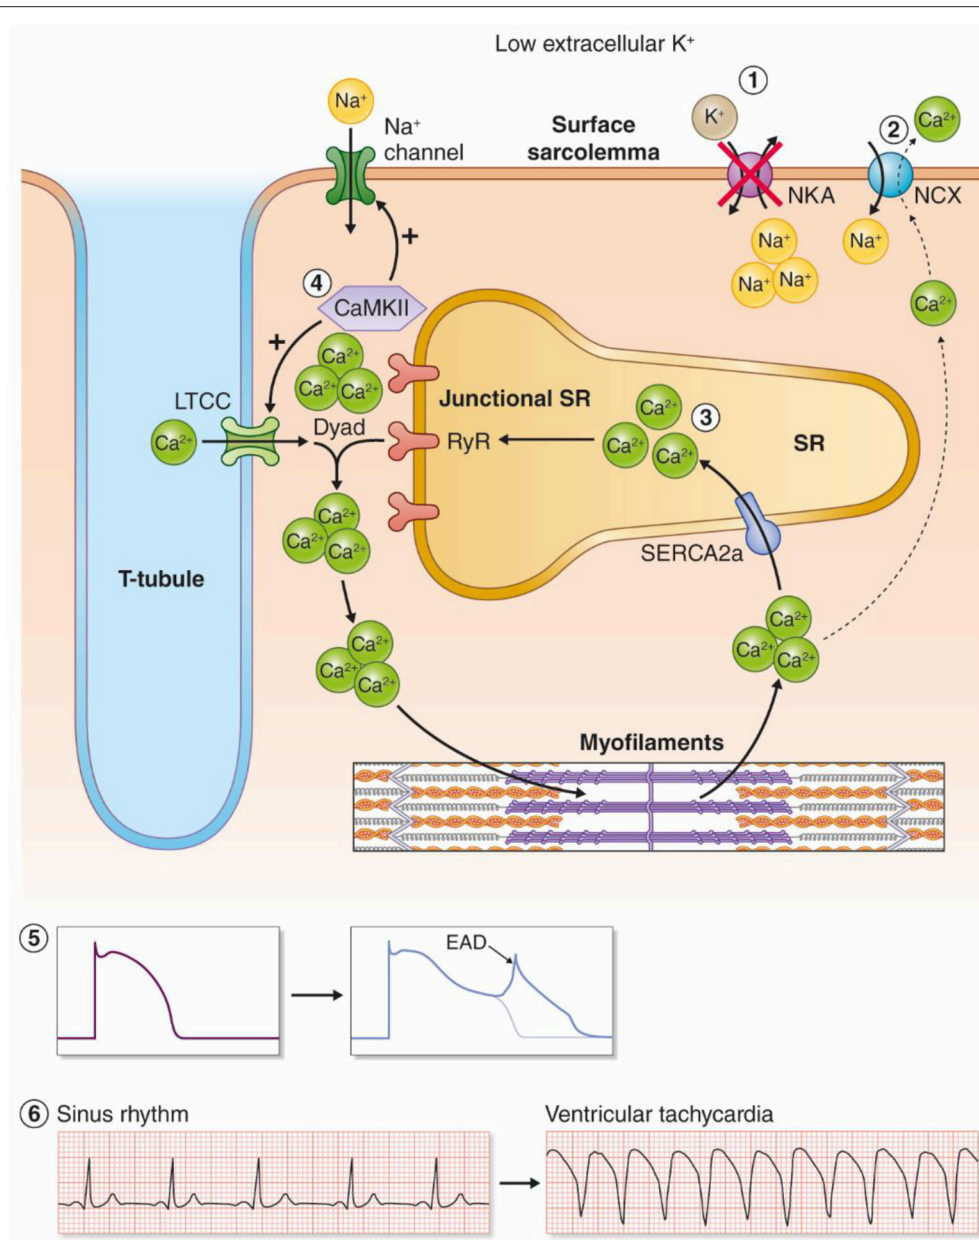 Low extracellular K⁺
①
Na⁺
K⁺
Ca²⁺
②
Na⁺
channel
Surface
sarcolemma
NKA
NCX
Na⁺
Na⁺
Na⁺
Na⁺
④
CaMKII
Ca²⁺
Ca²⁺
Ca²⁺
Ca²⁺
LTCC
Junctional SR
Ca²⁺
③
Ca²⁺
Dyad
RyR
Ca²⁺
Ca²⁺
SR
Ca²⁺
Ca²⁺
Ca²⁺
SERCA2a
T-tubule
Ca²⁺
Ca²⁺
Ca²⁺
Ca²⁺
Ca²⁺
Ca²⁺
Myofilaments
⑤
EAD
⑥ Sinus rhythm
Ventricular tachycardia
+
+